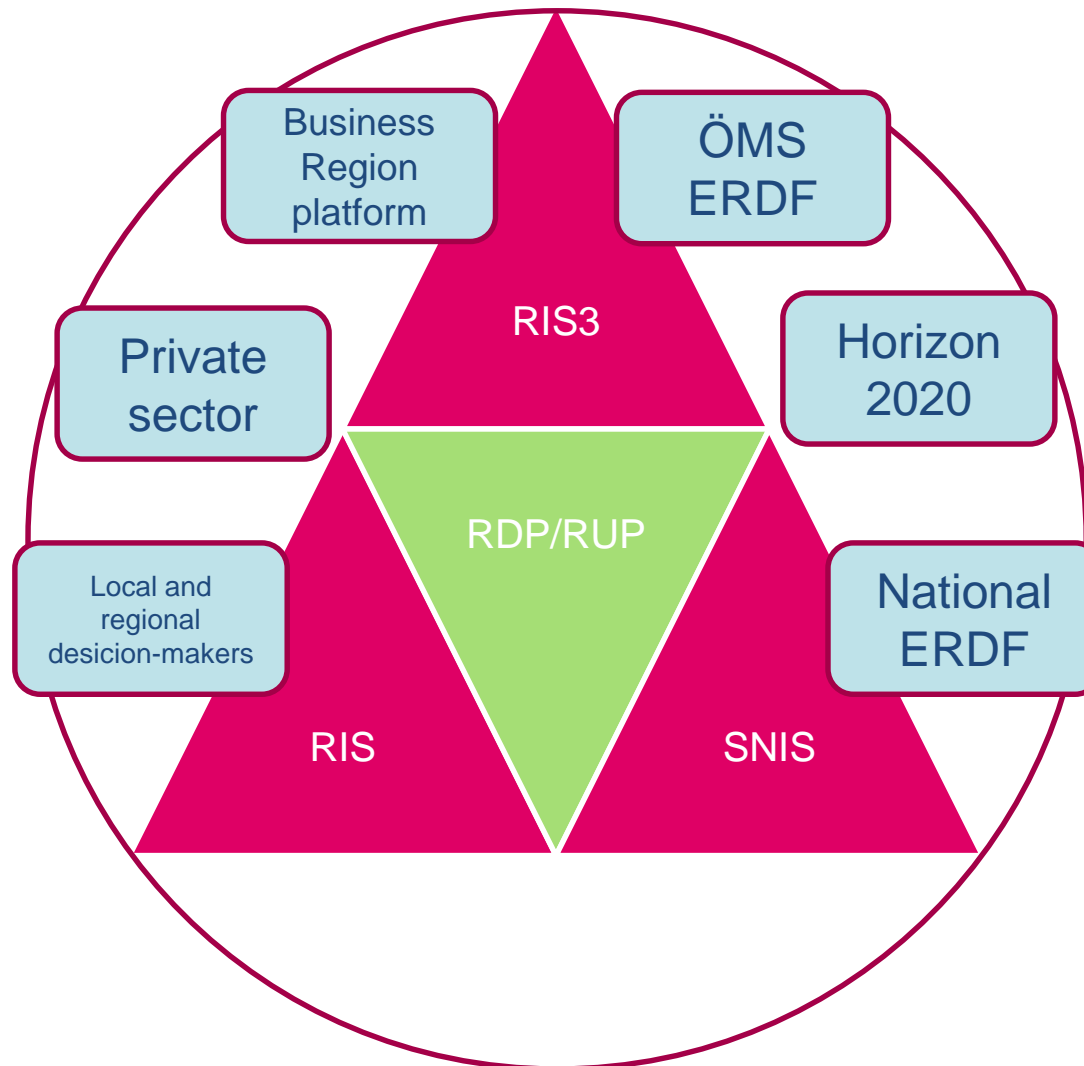 Business
Region
platform
ÖMS
ERDF
RIS3
Private
sector
Horizon
2020
RDP/RUP
Local and
regional
desicion-makers
National
ERDF
RIS
SNIS